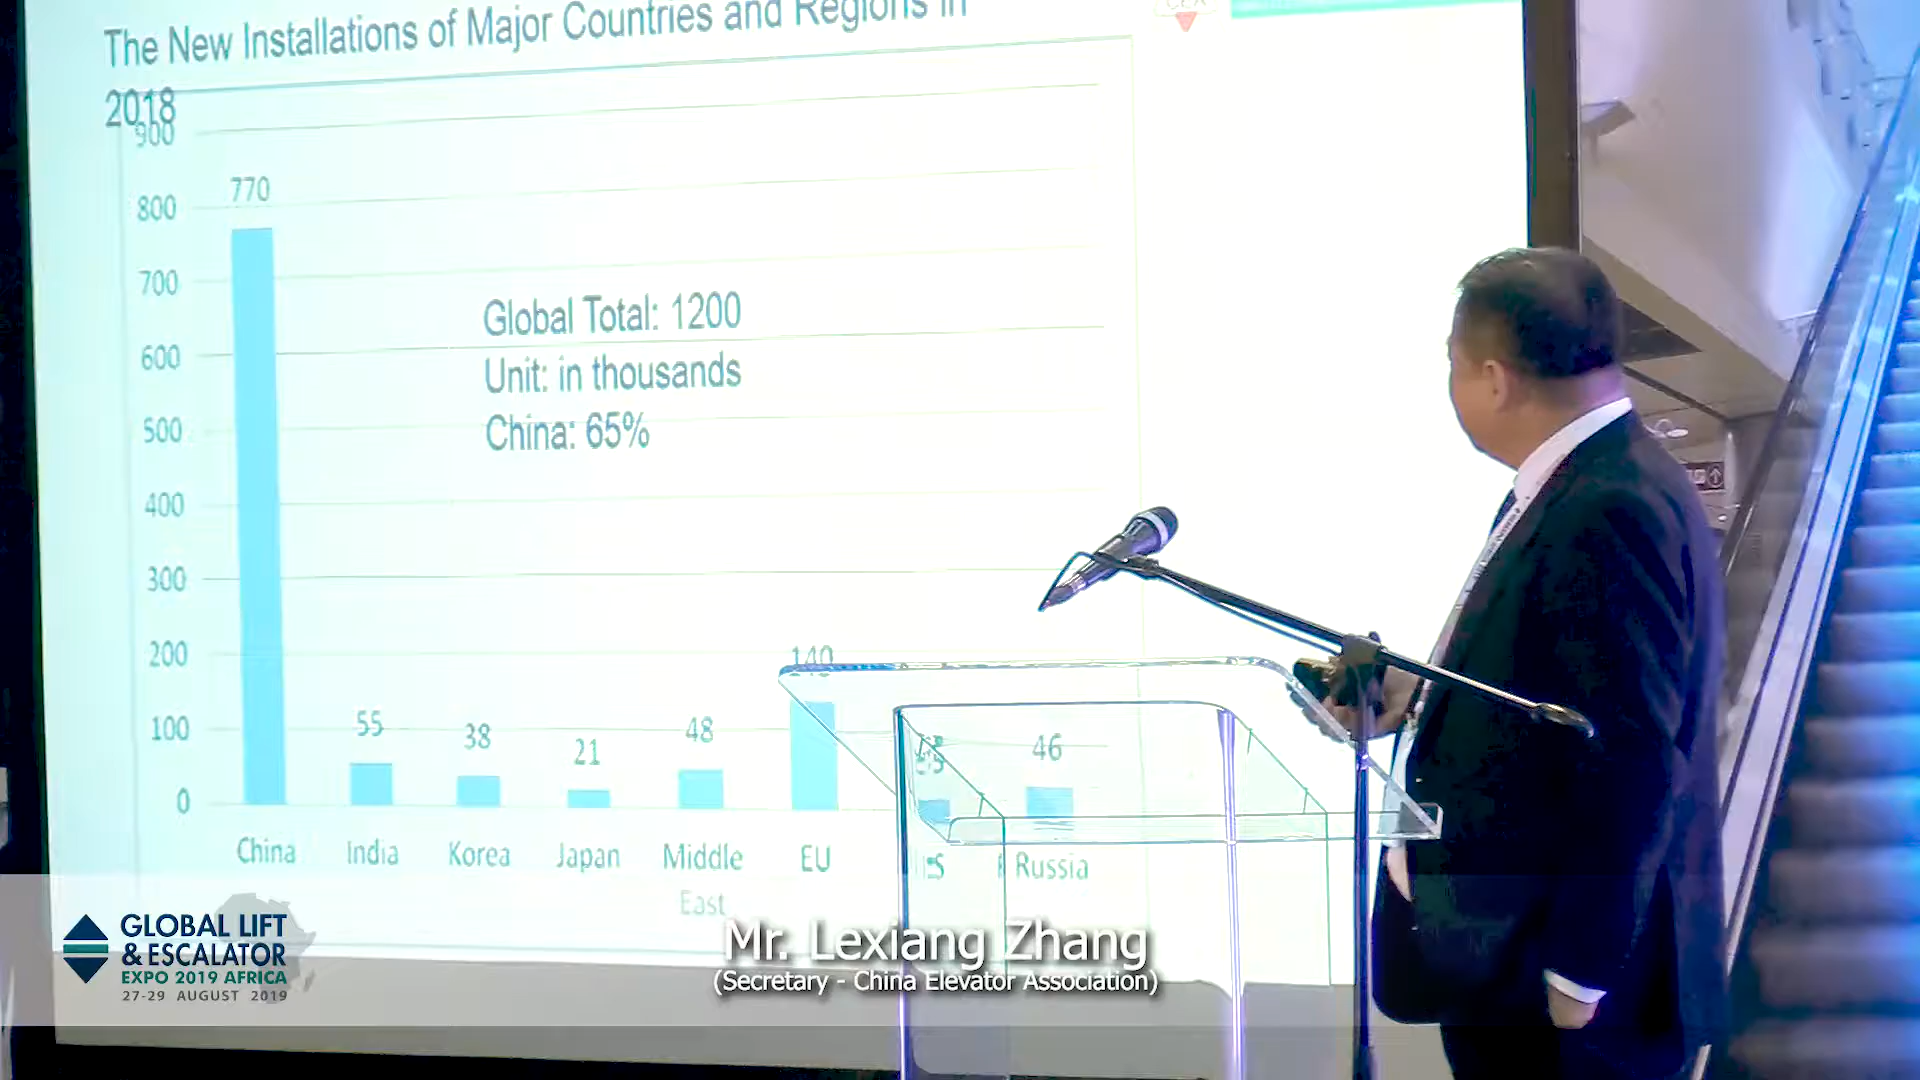 The New Installations of Major Countries and Regions in
2018
900
800
700
600
500
400
300
200
100
0
770
55
38
21
48
140
46
Global Total: 1200
Unit: in thousands
China: 65%
China
India
Korea
Japan
Middle
East
EU
US
Russia
GLOBAL LIFT
& ESCALATOR
EXPO 2019 AFRICA
27-29 AUGUST 2019
Mr. Lexiang Zhang
(Secretary - China Elevator Association)